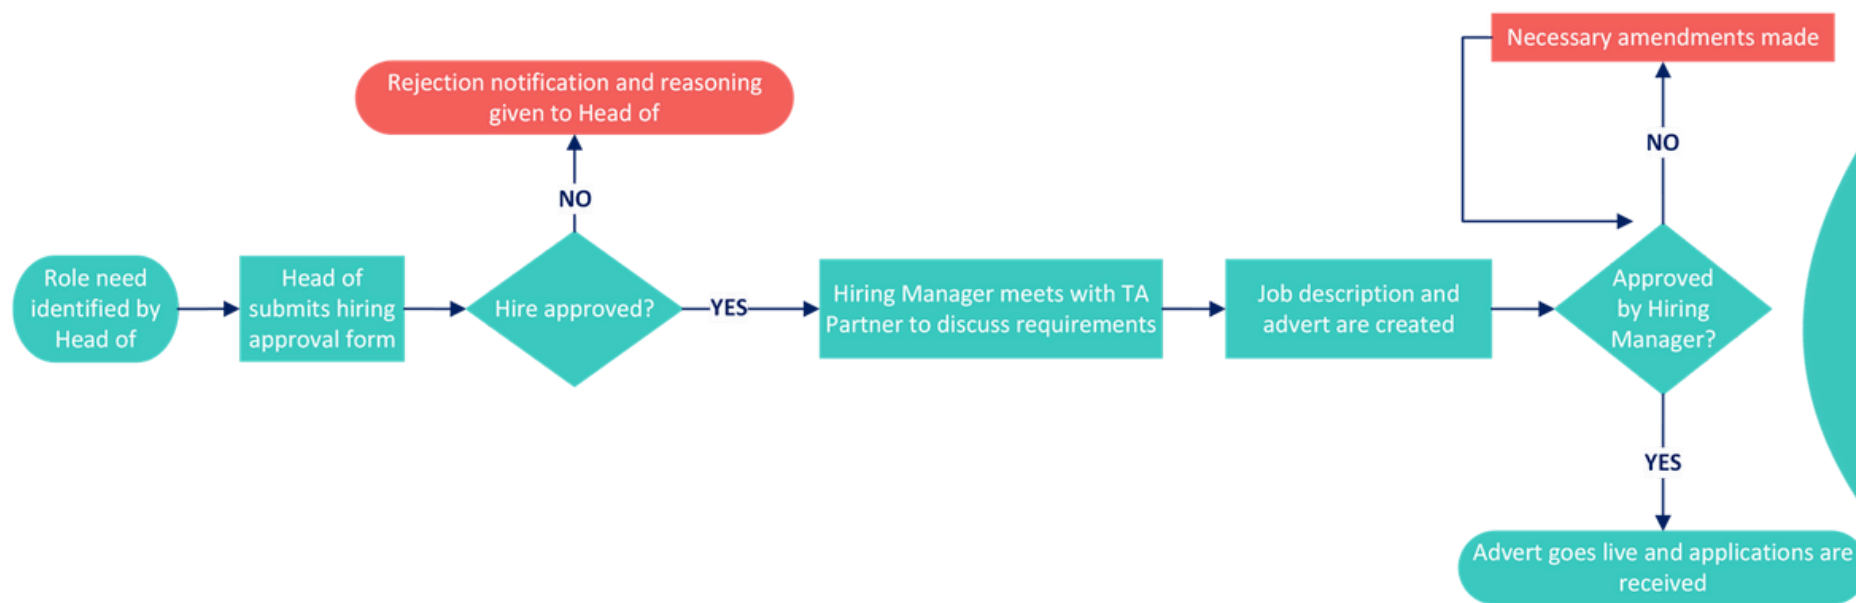 Necessary amendments made
Rejection notification and reasoning
given to Head of
NO
NO
Role need
identified by
Head of
Head of
submits hiring
approval form
Hire approved?
YES
Hiring Manager meets with TA
Partner to discuss requirements
Job description and
advert are created
Approved
by Hiring
Manager?
YES
Advert goes live and applications are
received